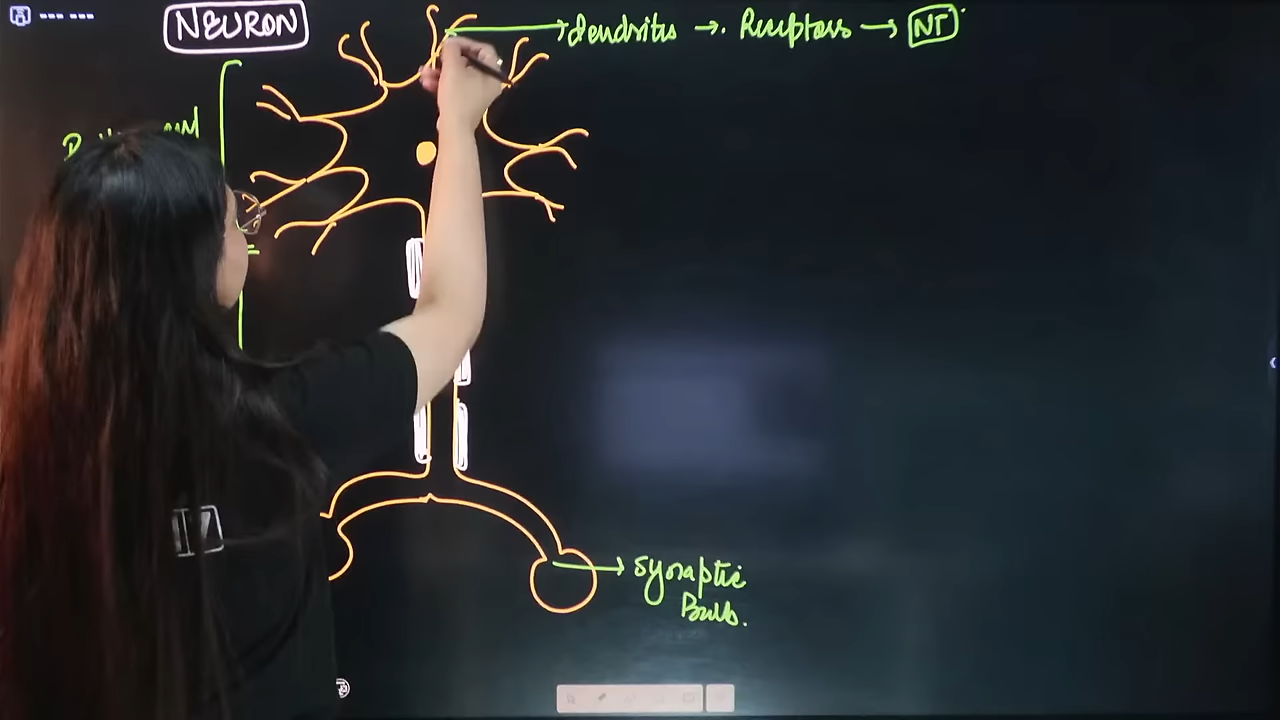 NEURON
dendrites → Receptors → NT
Synaptic
Bulb.